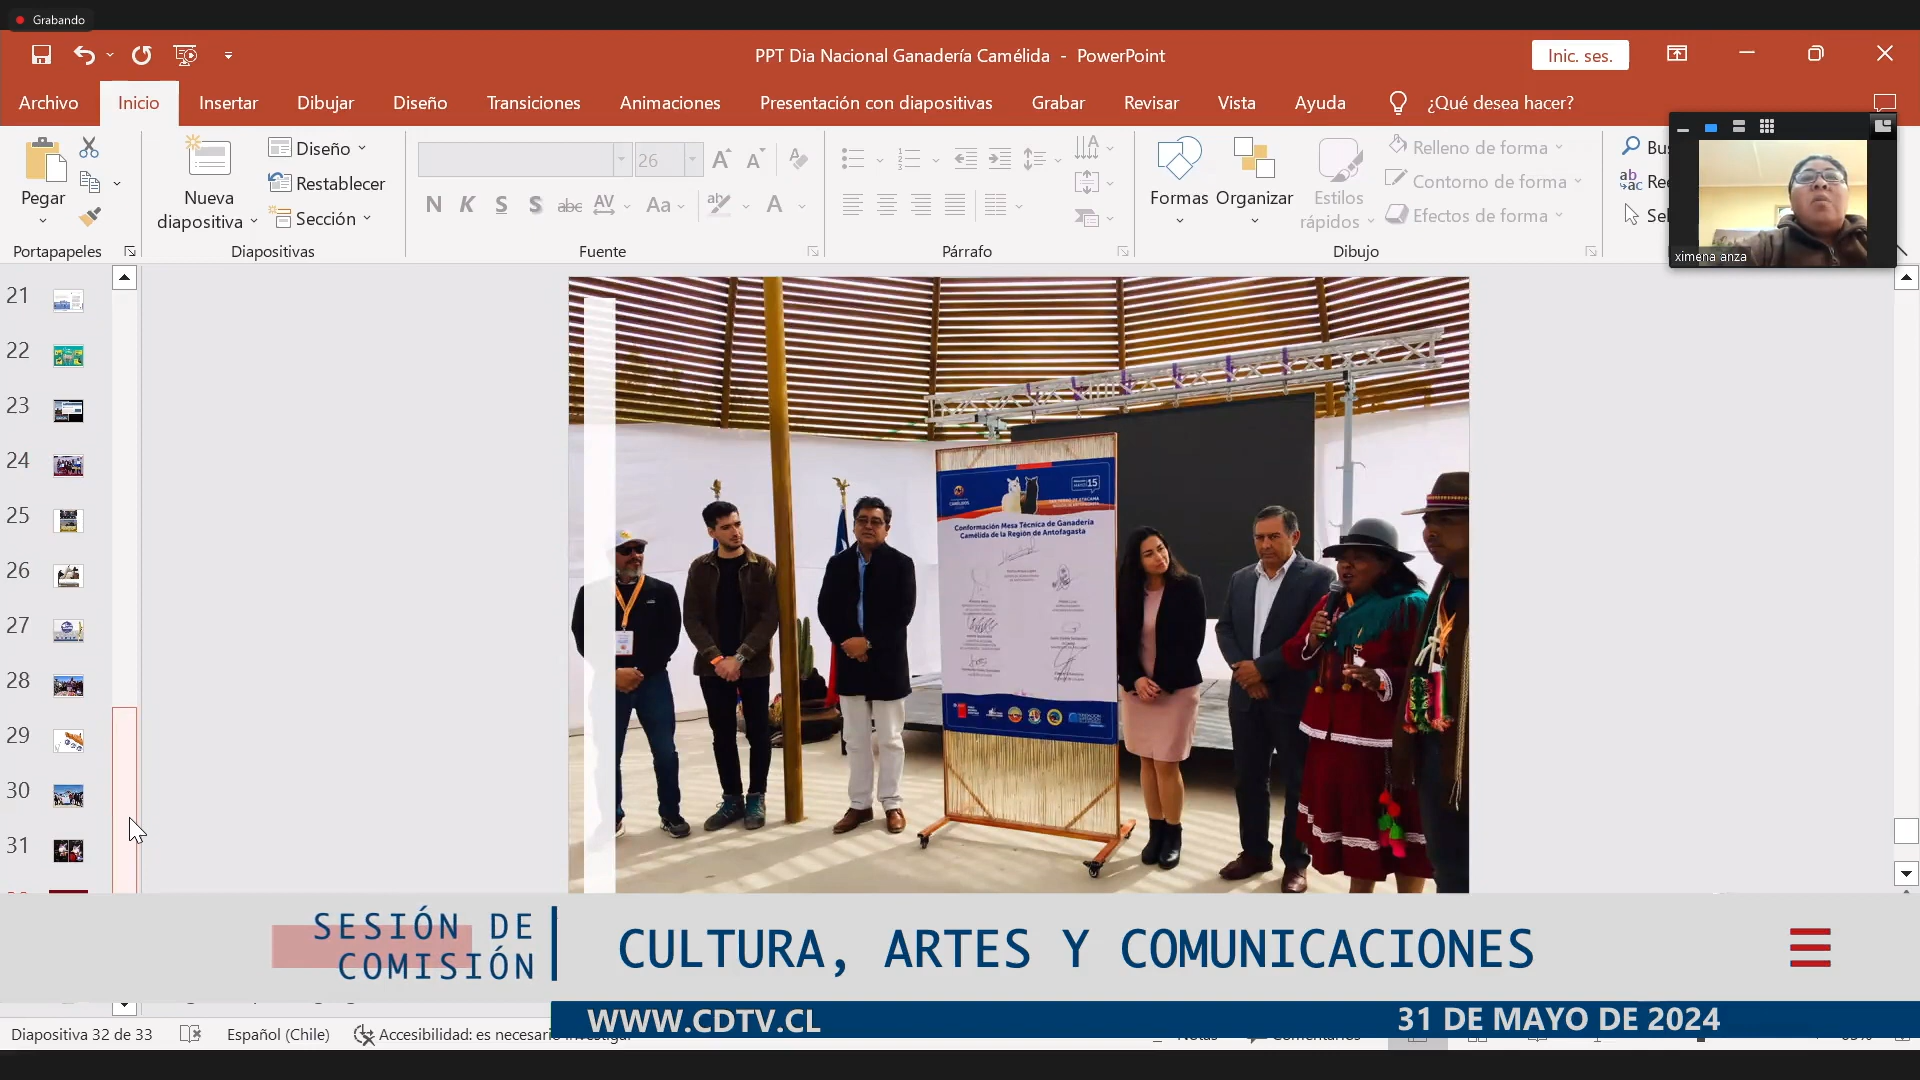 Grabando
PPT Dia Nacional Ganadería Camélida - PowerPoint
Inic. ses.
Archivo Inicio Insertar Dibujar Diseño Transiciones Animaciones Presentación con diapositivas Grabar Revisar Vista Ayuda ¿Qué desea hacer?
Pegar
Nueva diapositiva
Diseño
Restablecer
Sección
26
N K S S abc AV Aa A
Formas
Organizar
Estilos rápidos
Relleno de forma
Contorno de forma
Efectos de forma
Portapapeles
Diapositivas
Fuente
Párrafo
Dibujo
ximena anza
21
22
23
24
25
26
27
28
29
30
31
15
Conformación Mesa Técnica de Ganadería
Camélida de la Región de Antofagasta
SESIÓN DE
COMISIÓN
CULTURA, ARTES Y COMUNICACIONES
WWW.CDTV.CL
31 DE MAYO DE 2024
Diapositiva 32 de 33
Español (Chile)
Accesibilidad: es necesario investigar